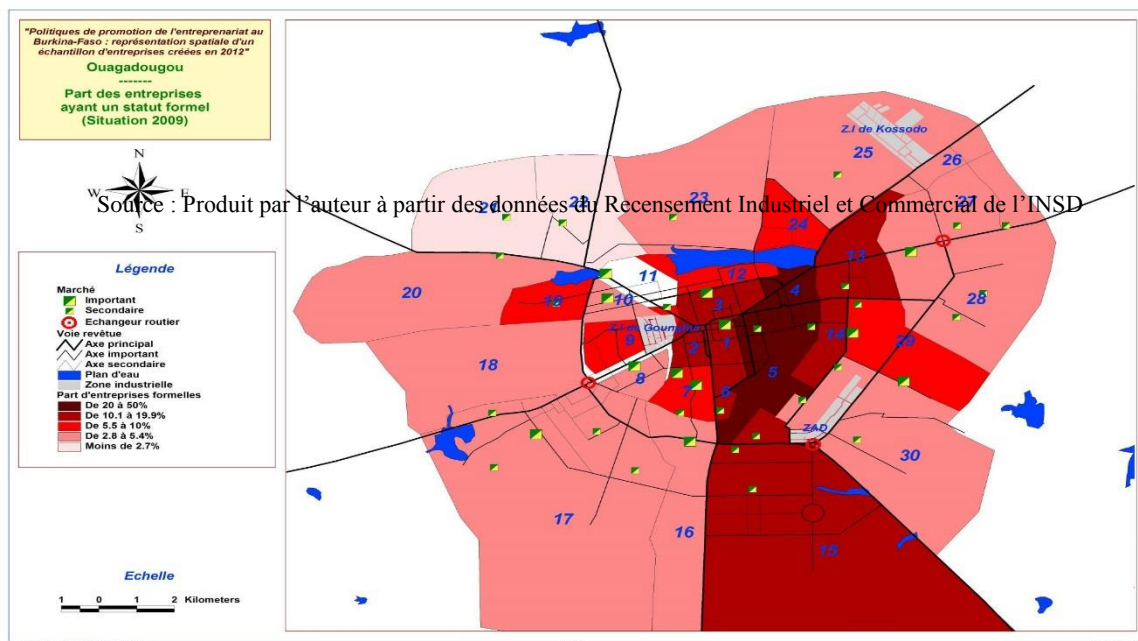 "Politiques de promotion de l'entreprenariat au
Burkina-Faso : représentation spatiale d'un
échantillon d'entreprises créées en 2012"
Ouagadougou
-------
Part des entreprises
ayant un statut formel
(Situation 2009)
N
W E
S
Source : Produit par l'auteur à partir des données du Recensement Industriel et Commercial de l'INSD
Légende
Marché
Important
Secondaire
Echangeur routier
Voie revêtue
Axe principal
Axe important
Axe secondaire
Plan d'eau
Zone industrielle
Part d'entreprises formelles
De 20 à 50%
De 10.1 à 19.9%
De 5.5 à 10%
De 2.8 à 5.4%
Moins de 2.7%
Echelle
1 0 1 2 Kilometers
Z.I de Kossodo
25
26
21
22
23
24
27
11
12
13
20
19
10
3
4
28
Z.I de Gounghin
9
2
1
14
29
18
8
7
6
5
ZAD
30
17
16
15